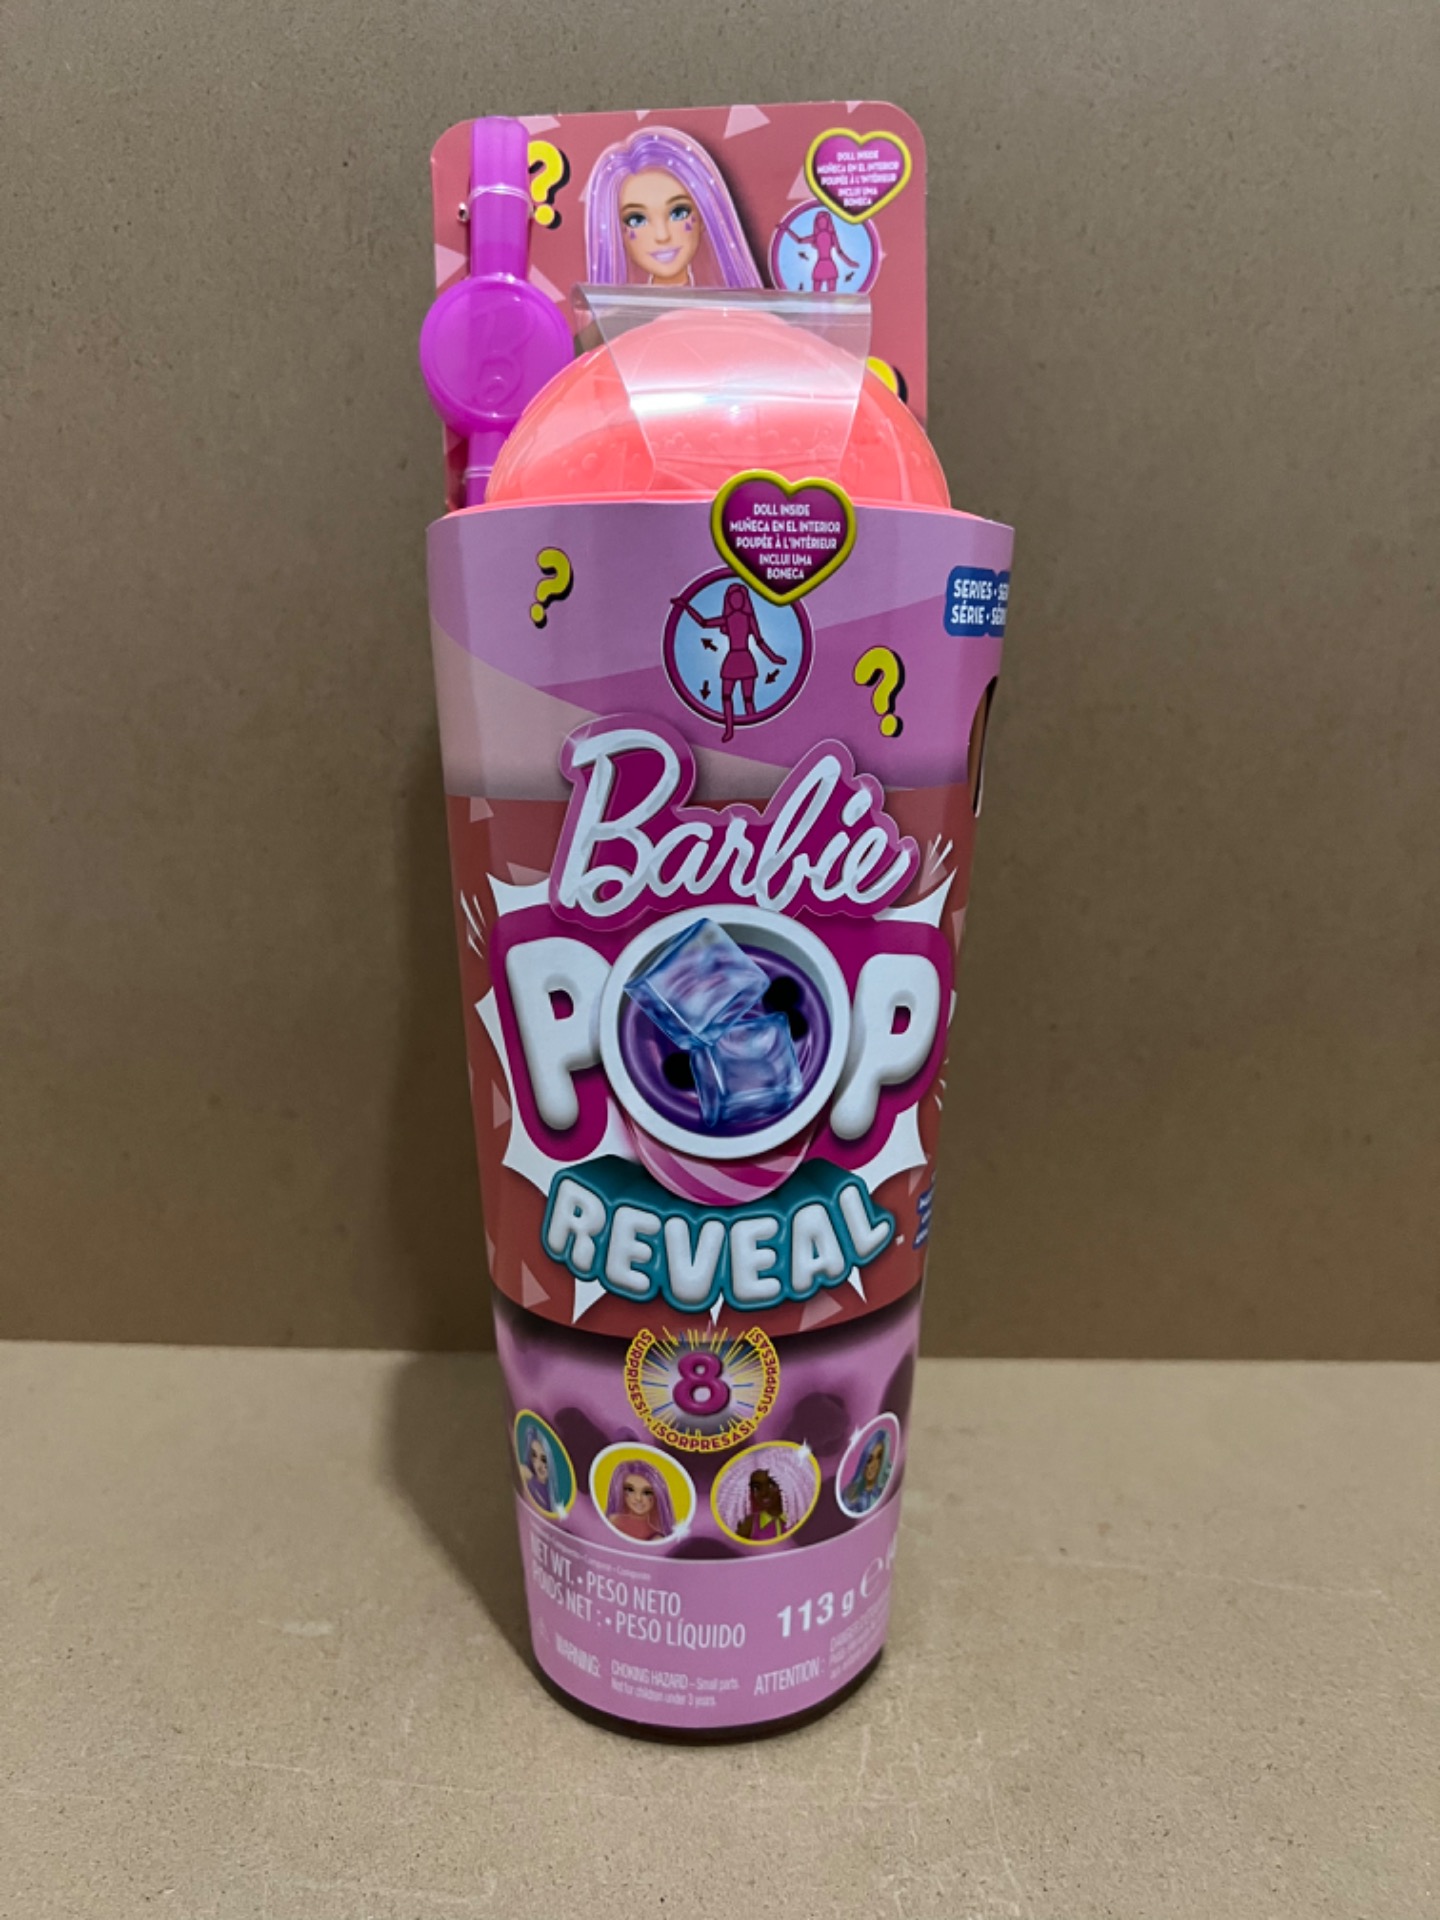 DOLL INSIDE
MUÑECA EN EL INTERIOR
POUPÉE À L'INTÉRIEUR
INCLUI UMA
BONECA
DOLL INSIDE
MUÑECA EN EL INTERIOR
POUPÉE À L'INTÉRIEUR
INCLUI UMA
BONECA
SERIES •
SÉRIE •
Barbie
POP
REVEAL
™
8
SURPRISES! • ¡SORPRESAS! • SURPRESAS!
NET WT. • PESO NETO
POIDS NET : • PESO LÍQUIDO
113 g e
WARNING: CHOKING HAZARD – Small parts.
Not for children under 3 years.
ATTENTION :